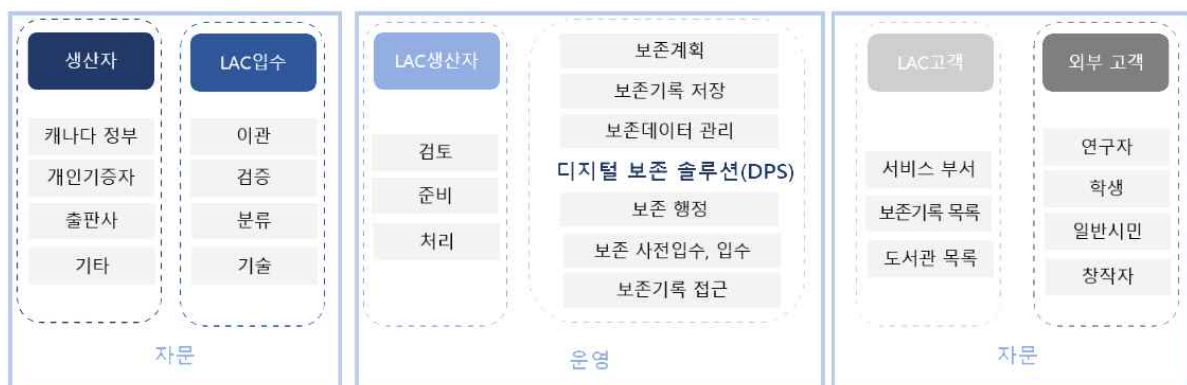 생산자
캐나다 정부
개인기증자
출판사
기타
LAC입수
이관
검증
분류
기술
자문
LAC생산자
검토
준비
처리
보존계획
보존기록 저장
보존데이터 관리
디지털 보존 솔루션(DPS)
보존 행정
보존 사전입수, 입수
보존기록 접근
운영
LAC고객
서비스 부서
보존기록 목록
도서관 목록
외부 고객
연구자
학생
일반시민
창작자
자문